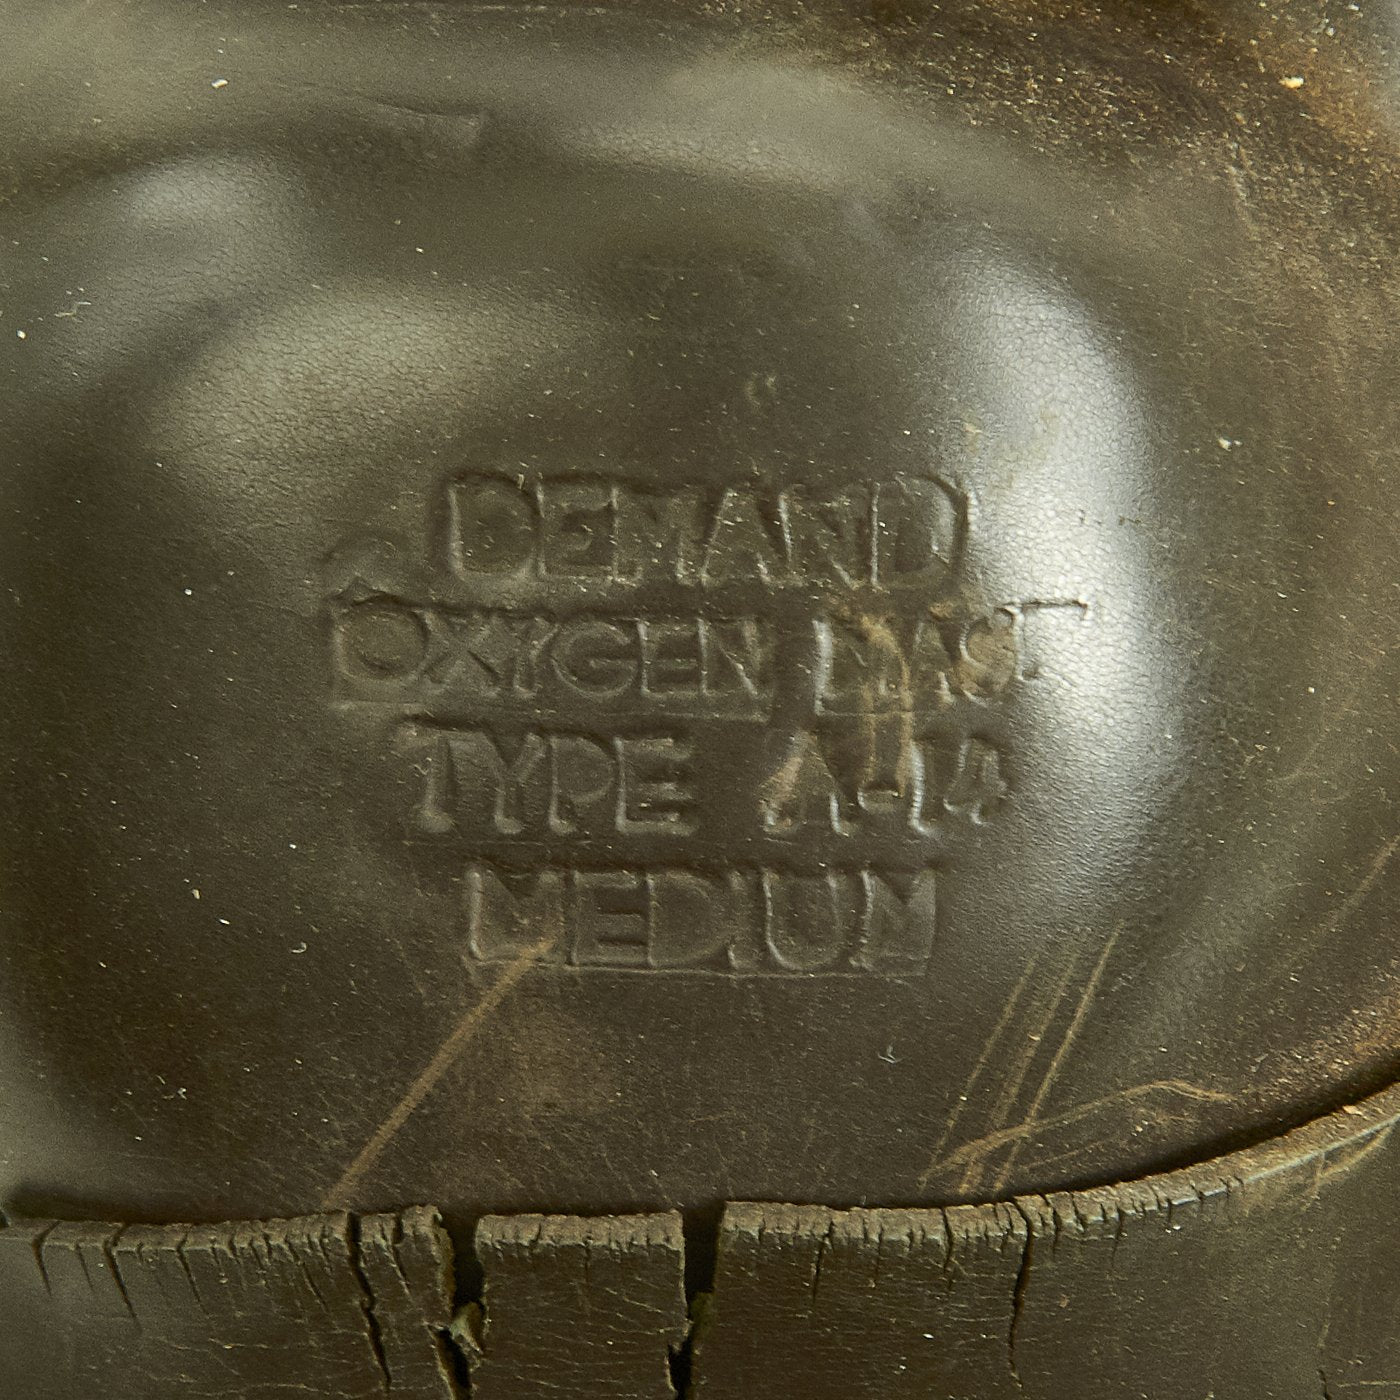 DEMAND
OXYGEN MASK
TYPE A-14
MEDIUM